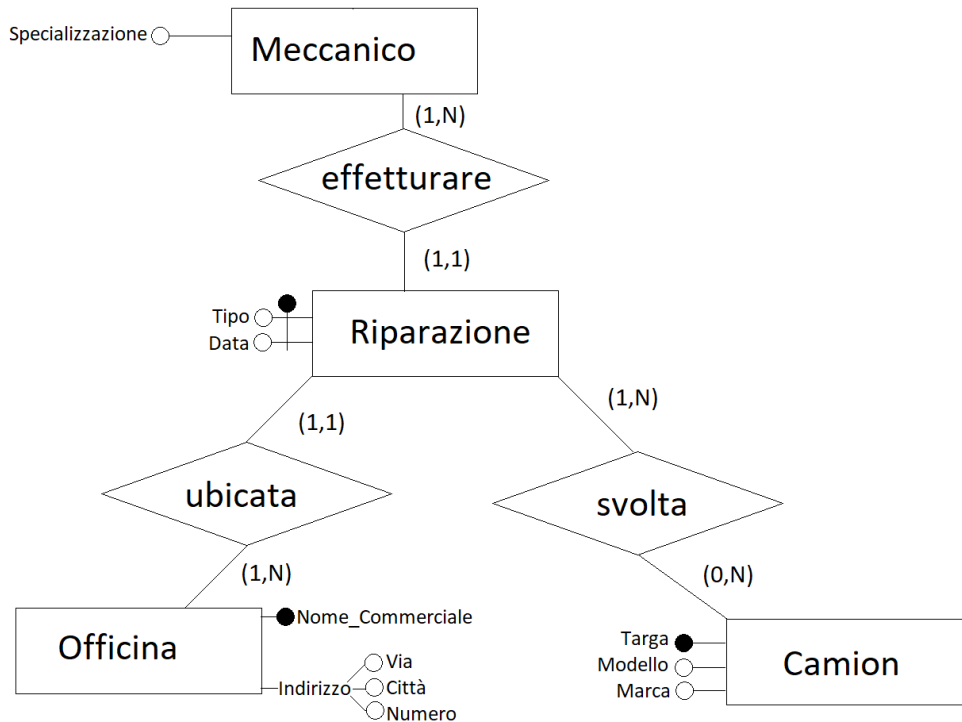 Specializzazione
Meccanico
(1,N)
effetturare
(1,1)
Tipo
Data
Riparazione
(1,1)
(1,N)
ubicata
svolta
(1,N)
(0,N)
Officina
Nome_Commerciale
Indirizzo
Via
Città
Numero
Targa
Modello
Marca
Camion